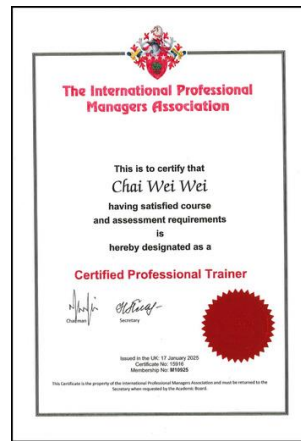 The International Professional
Managers Association
This is to certify that
Chai Wei Wei
having satisfied course
and assessment requirements
is
hereby designated as a
Certified Professional Trainer
Chairman
Secretary
Issued in the UK: 17 January 2025
Certificate No: 15916
Membership No: M10925
This Certificate is the property of the International Professional Managers Association and must be returned to the
Secretary when requested by the Academic Board.